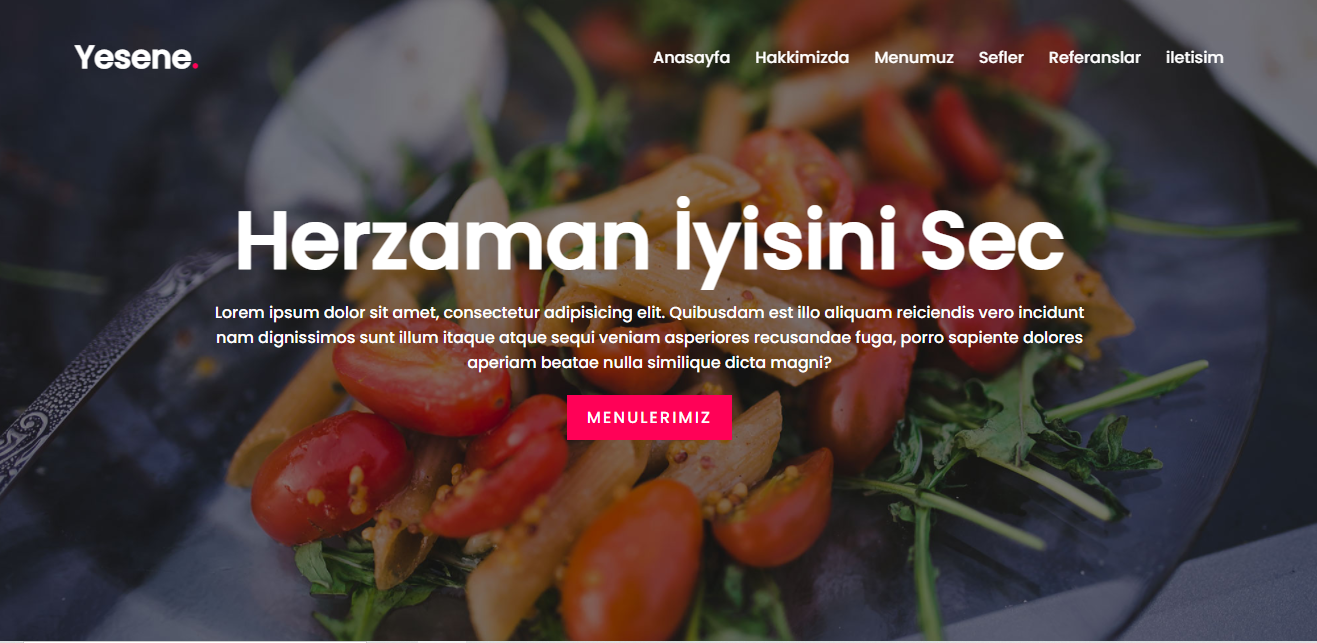 Yesene.
Anasayfa Hakkimizda Menumuz Sefler Referanslar iletisim
Herzaman İyisini Sec
Lorem ipsum dolor sit amet, consectetur adipisicing elit. Quibusdam est illo aliquam reiciendis vero incidunt
nam dignissimos sunt illum itaque atque sequi veniam asperiores recusandae fuga, porro sapiente dolores
aperiam beatae nulla similique dicta magni?
MENULERIMIZ